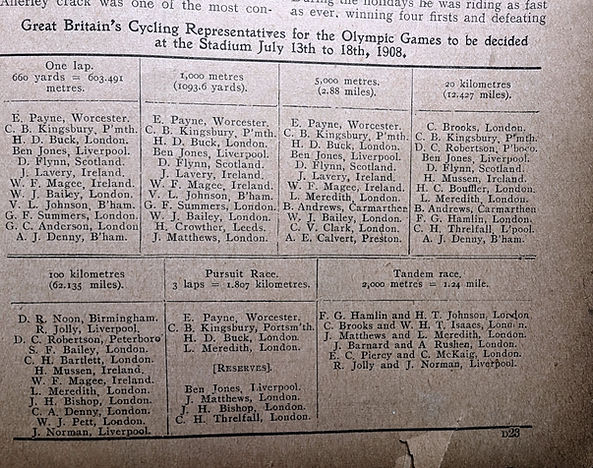 Allerley crack was one of the most con-
During the holidays he was riding as fast
as ever, winning four firsts and defeating
Great Britain's Cycling Representatives for the Olympic Games to be decided
at the Stadium July 13th to 18th, 1908.
One lap.
660 yards = 603.491
metres.
E. Payne, Worcester.
C. B. Kingsbury, P'mth.
H. D. Buck, London.
Ben Jones, Liverpool.
D. Flynn, Scotland.
J. Lavery, Ireland.
W. F. Magee, Ireland.
W. J. Bailey, London.
V. L. Johnson, B'ham.
G. F. Summers, London.
G. C. Anderson, London
A. J. Denny, B'ham.
1,000 metres
(1093.6 yards).
E. Payne, Worcester.
C. B. Kingsbury, P'mth.
H. D. Buck, London.
Ben Jones, Liverpool.
D. Flynn, Scotland.
J. Lavery, Ireland.
W. F. Magee, Ireland.
V. L. Johnson, B'ham.
G. F. Summers, London.
W. J. Bailey, London.
H. Crowther, Leeds.
J. Matthews, London.
5,000 metres.
(2.88 miles).
E. Payne, Worcester.
C. B. Kingsbury, P'mth.
H. D. Buck, London.
Ben Jones, Liverpool.
D. Flynn, Scotland.
J. Lavery, Ireland
W. F. Magee, Ireland.
L. Meredith, London.
B. Andrews, Carmarthen
W. J. Bailey, London.
C. V. Clark, London.
A. E. Calvert, Preston.
20 kilometres
(12.427 miles).
C. Brooks, London.
C. B. Kingsbury, P'mth.
D. C. Robertson, P'boro.
Ben Jones, Liverpool.
D. Flynn, Scotland.
H. Mussen, Ireland.
H. C. Bouffler, London.
L. Meredith, London.
B. Andrews, Carmarthen
F. G. Hamlin, London.
C. H. Threlfall, L'pool.
A. J. Denny, B'ham.
100 kilometres
(62.135 miles).
D. R. Noon, Birmingham.
R. Jolly, Liverpool.
D. C. Robertson, Peterboro'
S. F. Bailey, London.
C. H. Bartlett, London.
H. Mussen, Ireland.
W. F. Magee, Ireland.
L. Meredith, London.
J. H. Bishop, London.
C. A. Denny, London.
W. J. Pett, London.
J. Norman, Liverpool.
Pursuit Race.
3 laps = 1.807 kilometres.
E. Payne, Worcester.
C. B. Kingsbury, Portsm'th.
H. D. Buck, London.
L. Meredith, London.
[RESERVES].
Ben Jones, Liverpool.
J. Matthews, London.
J. H. Bishop, London.
C. H. Threlfall, London.
Tandem race.
2,000 metres = 1.24 mile.
F. G. Hamlin and H. T. Johnson, London.
C. Brooks and W. H. T. Isaacs, London.
J. Matthews and L. Meredith, London.
J. Barnard and A. Rushen, London.
E. C. Piercy and C. McKaig, London.
R. Jolly and J. Norman, Liverpool.
D23